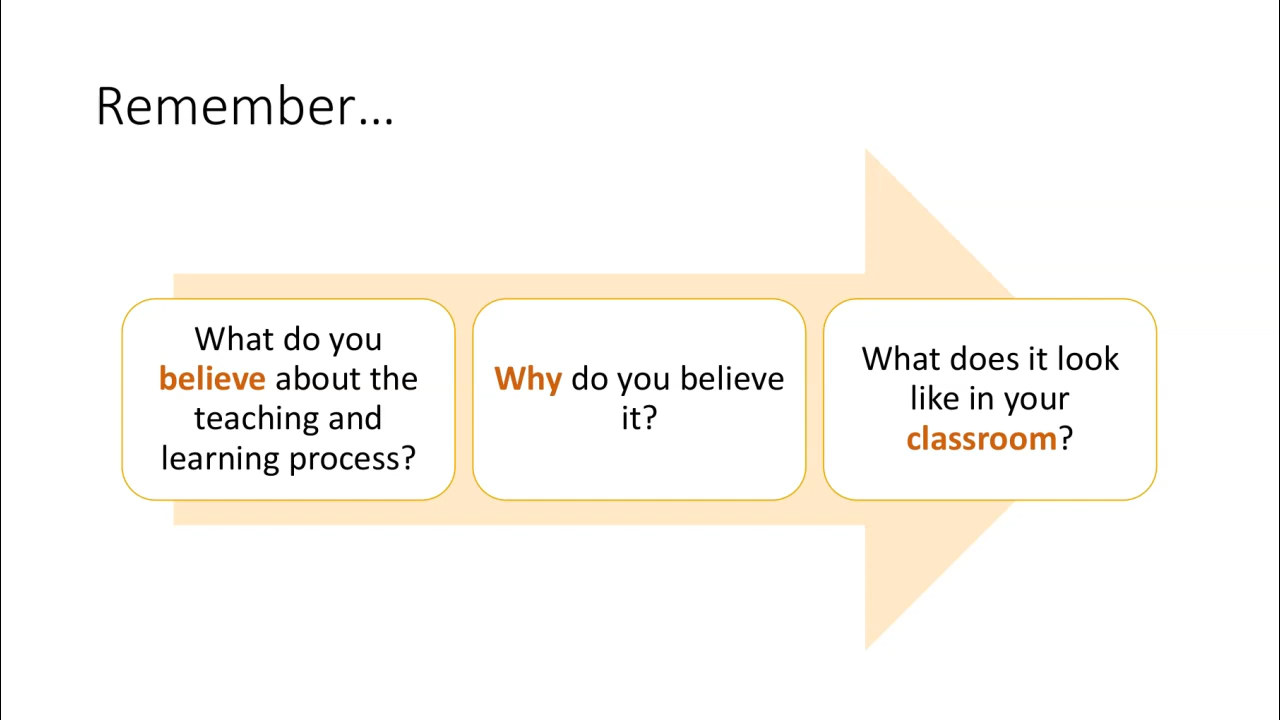 Remember...
What do you
believe about the
teaching and
learning process?
Why do you believe
it?
What does it look
like in your
classroom?